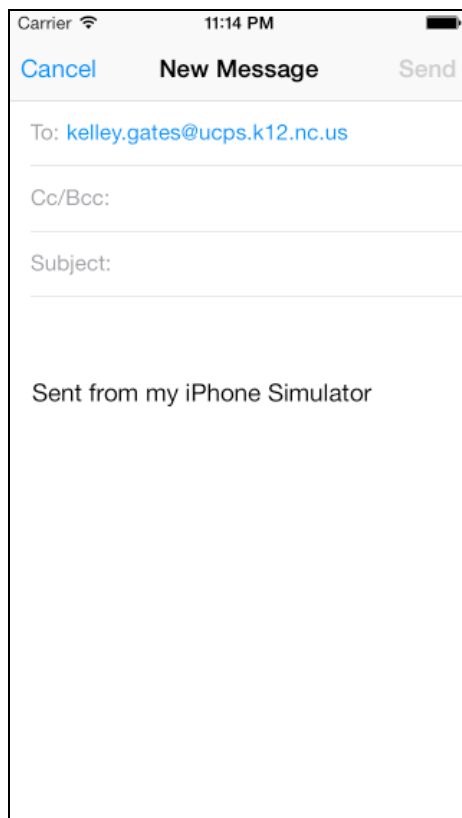 Carrier 11:14 PM
Cancel New Message Send
To: kelley.gates@ucps.k12.nc.us
Cc/Bcc:
Subject:
Sent from my iPhone Simulator